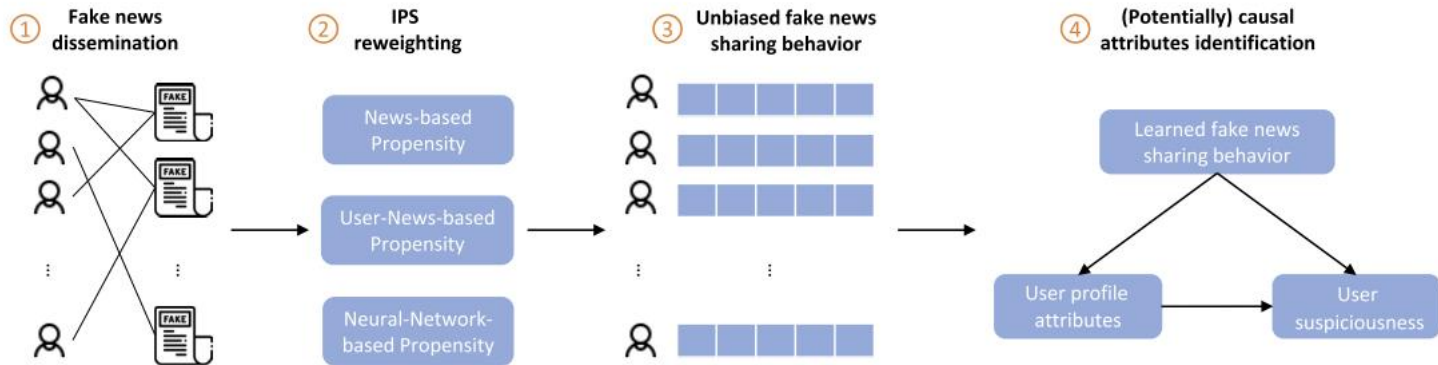 1
Fake news
dissemination
2
IPS
reweighting
3
Unbiased fake news
sharing behavior
4
(Potentially) causal
attributes identification
FAKE
FAKE
FAKE
...
...
News-based
Propensity
User-News-based
Propensity
Neural-Network-
based Propensity
...
...
Learned fake news
sharing behavior
User profile
attributes
User
suspiciousness